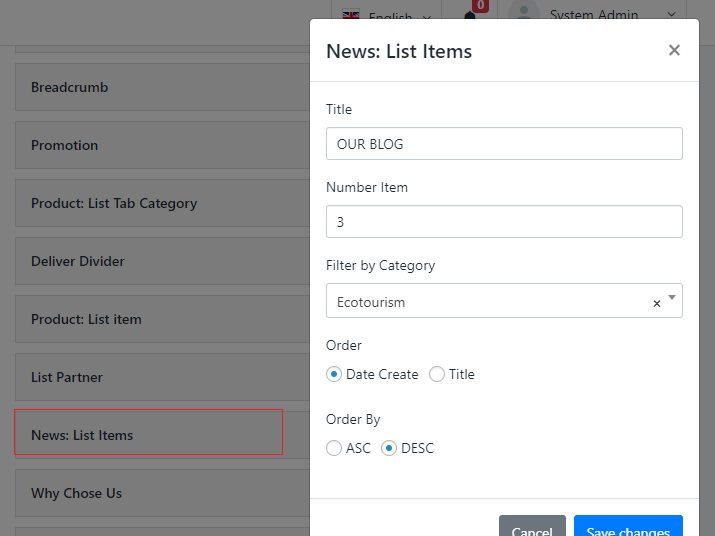 English
0
System Admin
Breadcrumb
Promotion
Product: List Tab Category
Deliver Divider
Product: List item
List Partner
News: List Items
Why Chose Us
News: List Items
×
Title
OUR BLOG
Number Item
3
Filter by Category
Ecotourism ×
Order
Date Create Title
Order By
ASC DESC
Cancel Save changes